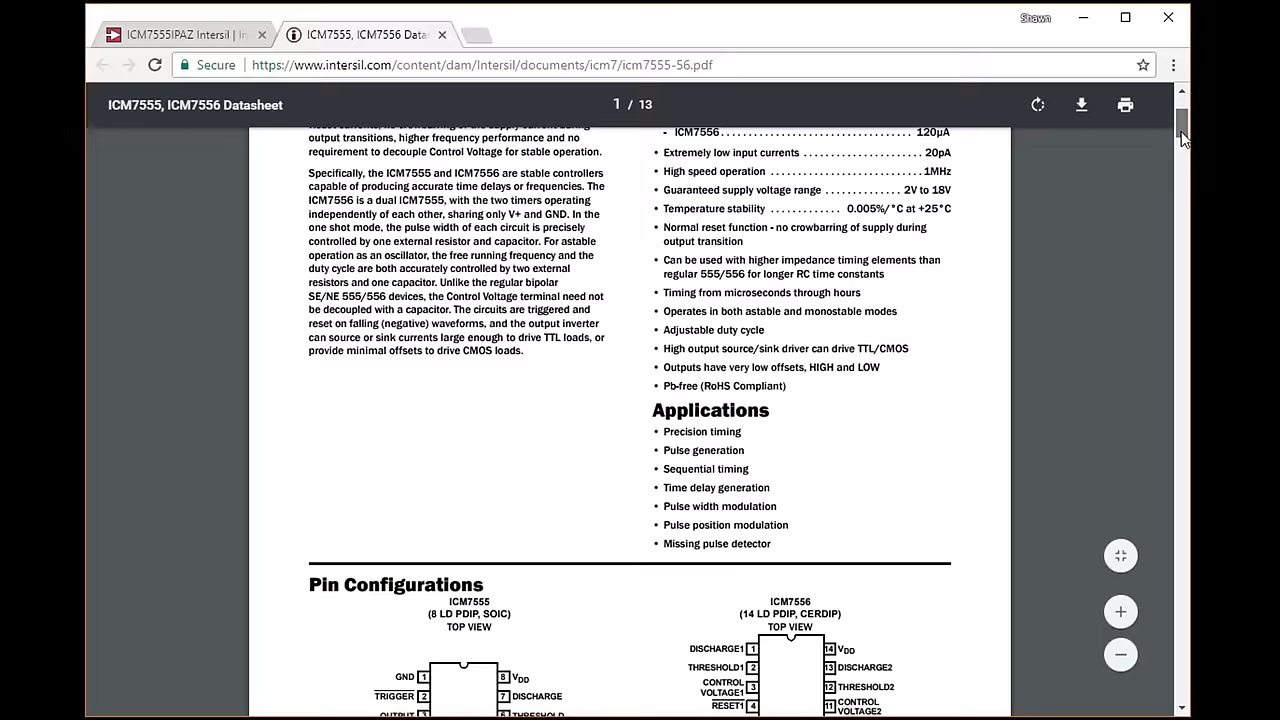 Shawn
ICM7555IPAZ Intersil | In
ICM7555, ICM7556 Data
Secure
https://www.intersil.com/content/dam/Intersil/documents/icm7/icm7555-56.pdf
ICM7555, ICM7556 Datasheet
1 / 13
output transitions, higher frequency performance and no
requirement to decouple Control Voltage for stable operation.
Specifically, the ICM7555 and ICM7556 are stable controllers
capable of producing accurate time delays or frequencies. The
ICM7556 is a dual ICM7555, with the two timers operating
independently of each other, sharing only V+ and GND. In the
one shot mode, the pulse width of each circuit is precisely
controlled by one external resistor and capacitor. For astable
operation as an oscillator, the free running frequency and the
duty cycle are both accurately controlled by two external
resistors and one capacitor. Unlike the regular bipolar
SE/NE 555/556 devices, the Control Voltage terminal need not
be decoupled with a capacitor. The circuits are triggered and
reset on falling (negative) waveforms, and the output inverter
can source or sink currents large enough to drive TTL loads, or
provide minimal offsets to drive CMOS loads.
- ICM7556 . . . . . . . . . . . . . . . . . . . . . . . . . . . . . . . . . . 120µA
• Extremely low input currents . . . . . . . . . . . . . . . . . . . . . 20pA
• High speed operation . . . . . . . . . . . . . . . . . . . . . . . . . . . 1MHz
• Guaranteed supply voltage range . . . . . . . . . . . . . 2V to 18V
• Temperature stability . . . . . . . . . . . . 0.005%/°C at +25°C
• Normal reset function - no crowbarring of supply during
output transition
• Can be used with higher impedance timing elements than
regular 555/556 for longer RC time constants
• Timing from microseconds through hours
• Operates in both astable and monostable modes
• Adjustable duty cycle
• High output source/sink driver can drive TTL/CMOS
• Outputs have very low offsets, HIGH and LOW
• Pb-free (RoHS Compliant)
Applications
• Precision timing
• Pulse generation
• Sequential timing
• Time delay generation
• Pulse width modulation
• Pulse position modulation
• Missing pulse detector
Pin Configurations
ICM7555
(8 LD PDIP, SOIC)
TOP VIEW
GND 1
8 VDD
TRIGGER 2
7 DISCHARGE
OUTPUT 3
6 THRESHOLD
ICM7556
(14 LD PDIP, CERDIP)
TOP VIEW
DISCHARGE1 1
14 VDD
THRESHOLD1 2
13 DISCHARGE2
CONTROL
VOLTAGE1 3
12 THRESHOLD2
RESET1 4
11 CONTROL
VOLTAGE2